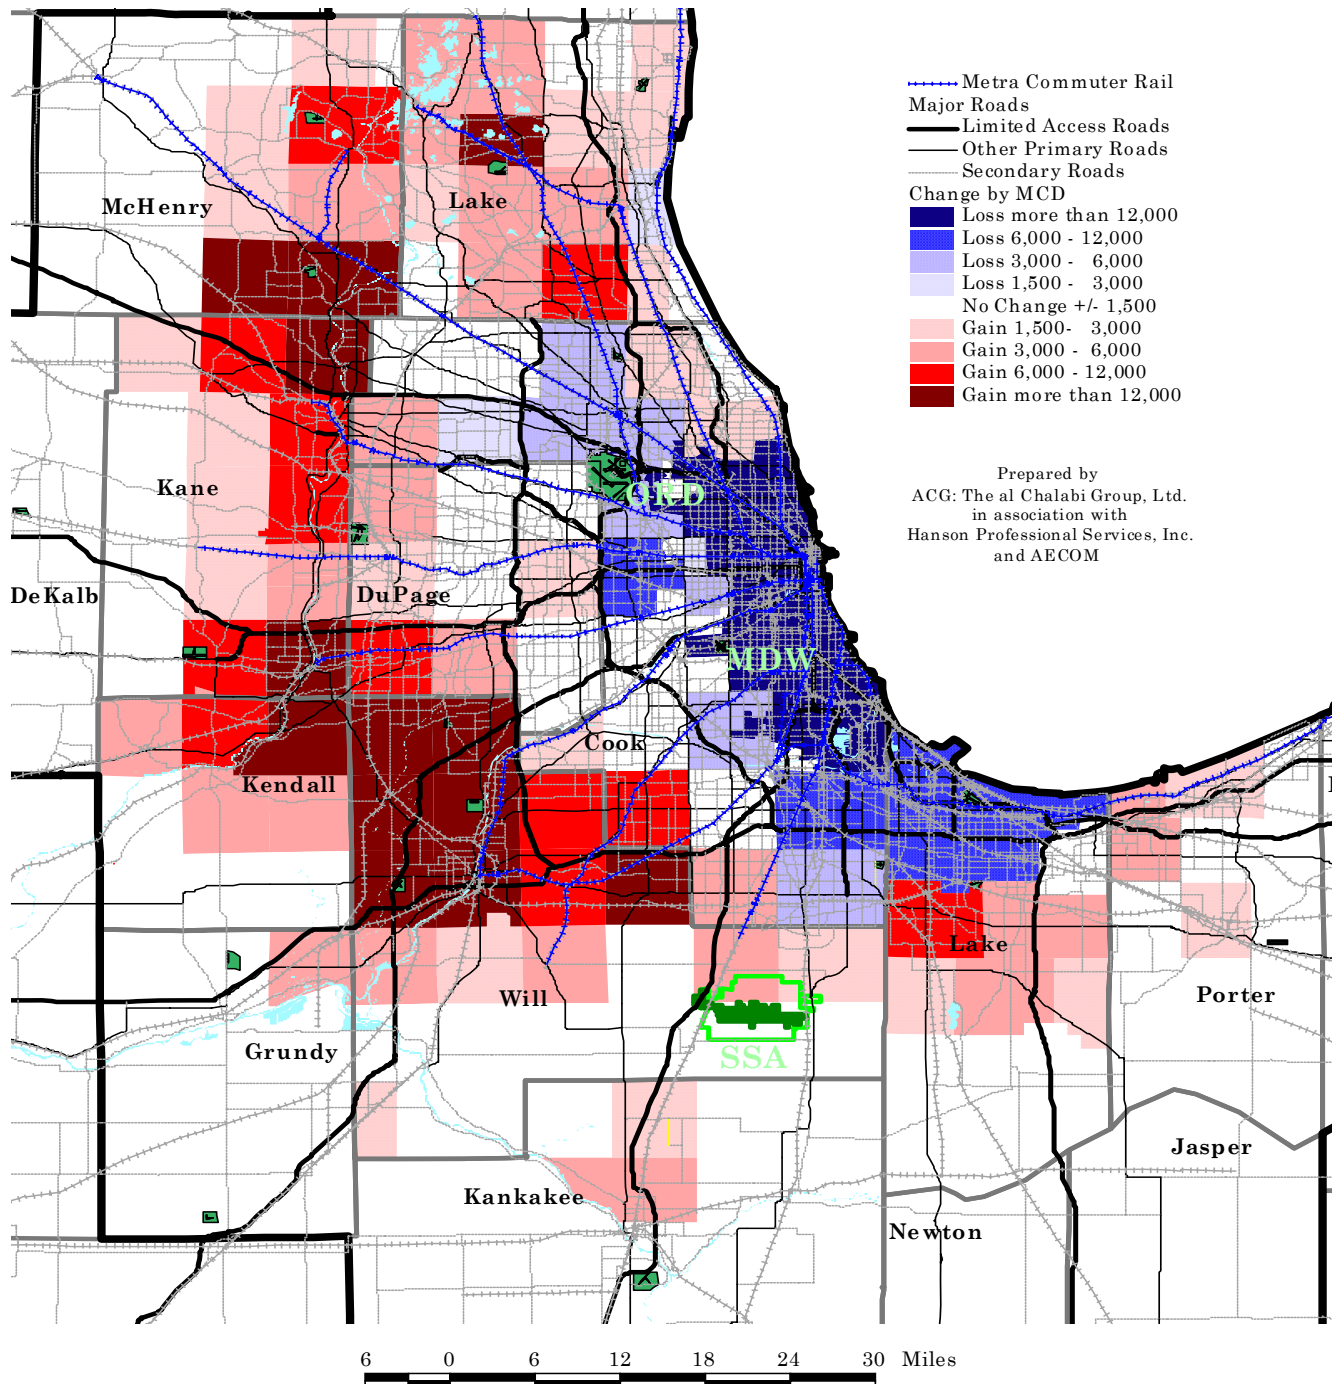 Metra Commuter Rail
Major Roads
Limited Access Roads
Other Primary Roads
Secondary Roads
Change by MCD
Loss more than 12,000
Loss 6,000 - 12,000
Loss 3,000 - 6,000
Loss 1,500 - 3,000
No Change +/- 1,500
Gain 1,500- 3,000
Gain 3,000 - 6,000
Gain 6,000 - 12,000
Gain more than 12,000
Prepared by
ACG: The al Chalabi Group, Ltd.
in association with
Hanson Professional Services, Inc.
and AECOM
McHenry
Lake
Kane
ORD
DeKalb
DuPage
MDW
Cook
Kendall
Lake
Will
Porter
Grundy
SSA
Jasper
Kankakee
Newton
6 0 6 12 18 24 30 Miles